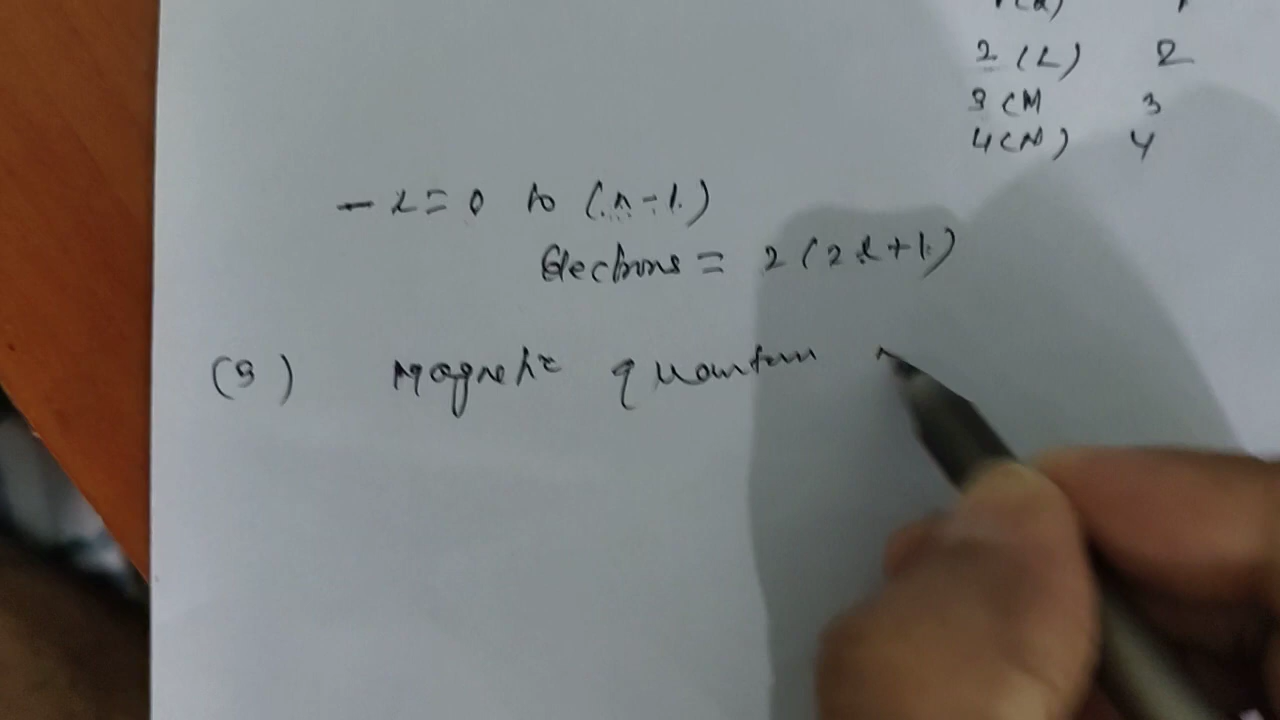 2 (L) 2
3 (M 3
4 (N) 4
- l = 0 to (n-1)
Electrons = 2 (2l+1)
(3) Magnetic quantum